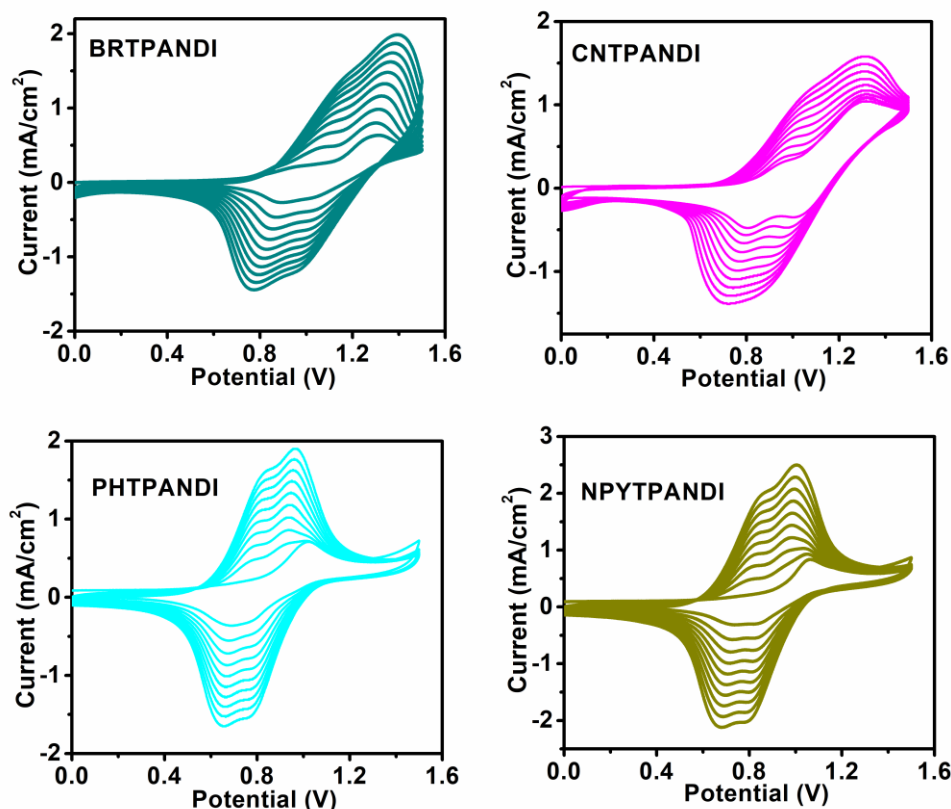 BRTPANDI
Current (mA/cm²)
2
1
0
-1
-2
0.0 0.4 0.8 1.2 1.6
Potential (V)
CNTPANDI
Current (mA/cm²)
2
1
0
-1
0.0 0.4 0.8 1.2 1.6
Potential (V)
PHTPANDI
Current (mA/cm²)
2
1
0
-1
-2
0.0 0.4 0.8 1.2 1.6
Potential (V)
NPYTPANDI
Current (mA/cm²)
3
2
1
0
-1
-2
0.0 0.4 0.8 1.2 1.6
Potential (V)